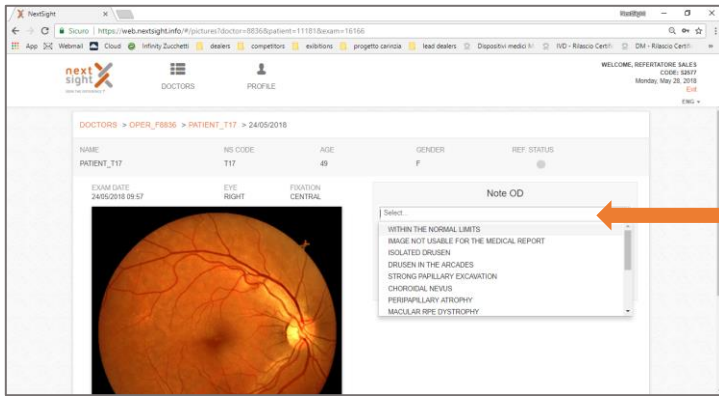 NextSight
Sicuro | https://web.nextsight.info/#/pictures?doctor=8836&patient=11181&exam=16166
App
Webmail
Cloud
Infinity Zucchetti
dealers
competitors
exibitions
progetto carinzia
lead dealers
Dispositivi medici
IVD - Rilascio Certifi
DM - Rilascio Certifi
next
sight
DOCTORS
PROFILE
WELCOME, REFERTATORE SALES
CODE: S2677
Monday, May 28, 2018
Exit
ENG
DOCTORS > OPER_F8836 > PATIENT_T17 > 24/05/2018
NAME NS CODE AGE GENDER REF. STATUS
PATIENT_T17 T17 49 F
EXAM DATE EYE FIXATION
24/05/2018 09:57 RIGHT CENTRAL
Note OD
Select...
WITHIN THE NORMAL LIMITS
IMAGE NOT USABLE FOR THE MEDICAL REPORT
ISOLATED DRUSEN
DRUSEN IN THE ARCADES
STRONG PAPILLARY EXCAVATION
CHOROIDAL NEVUS
PERIPAPILLARY ATROPHY
MACULAR RPE DYSTROPHY